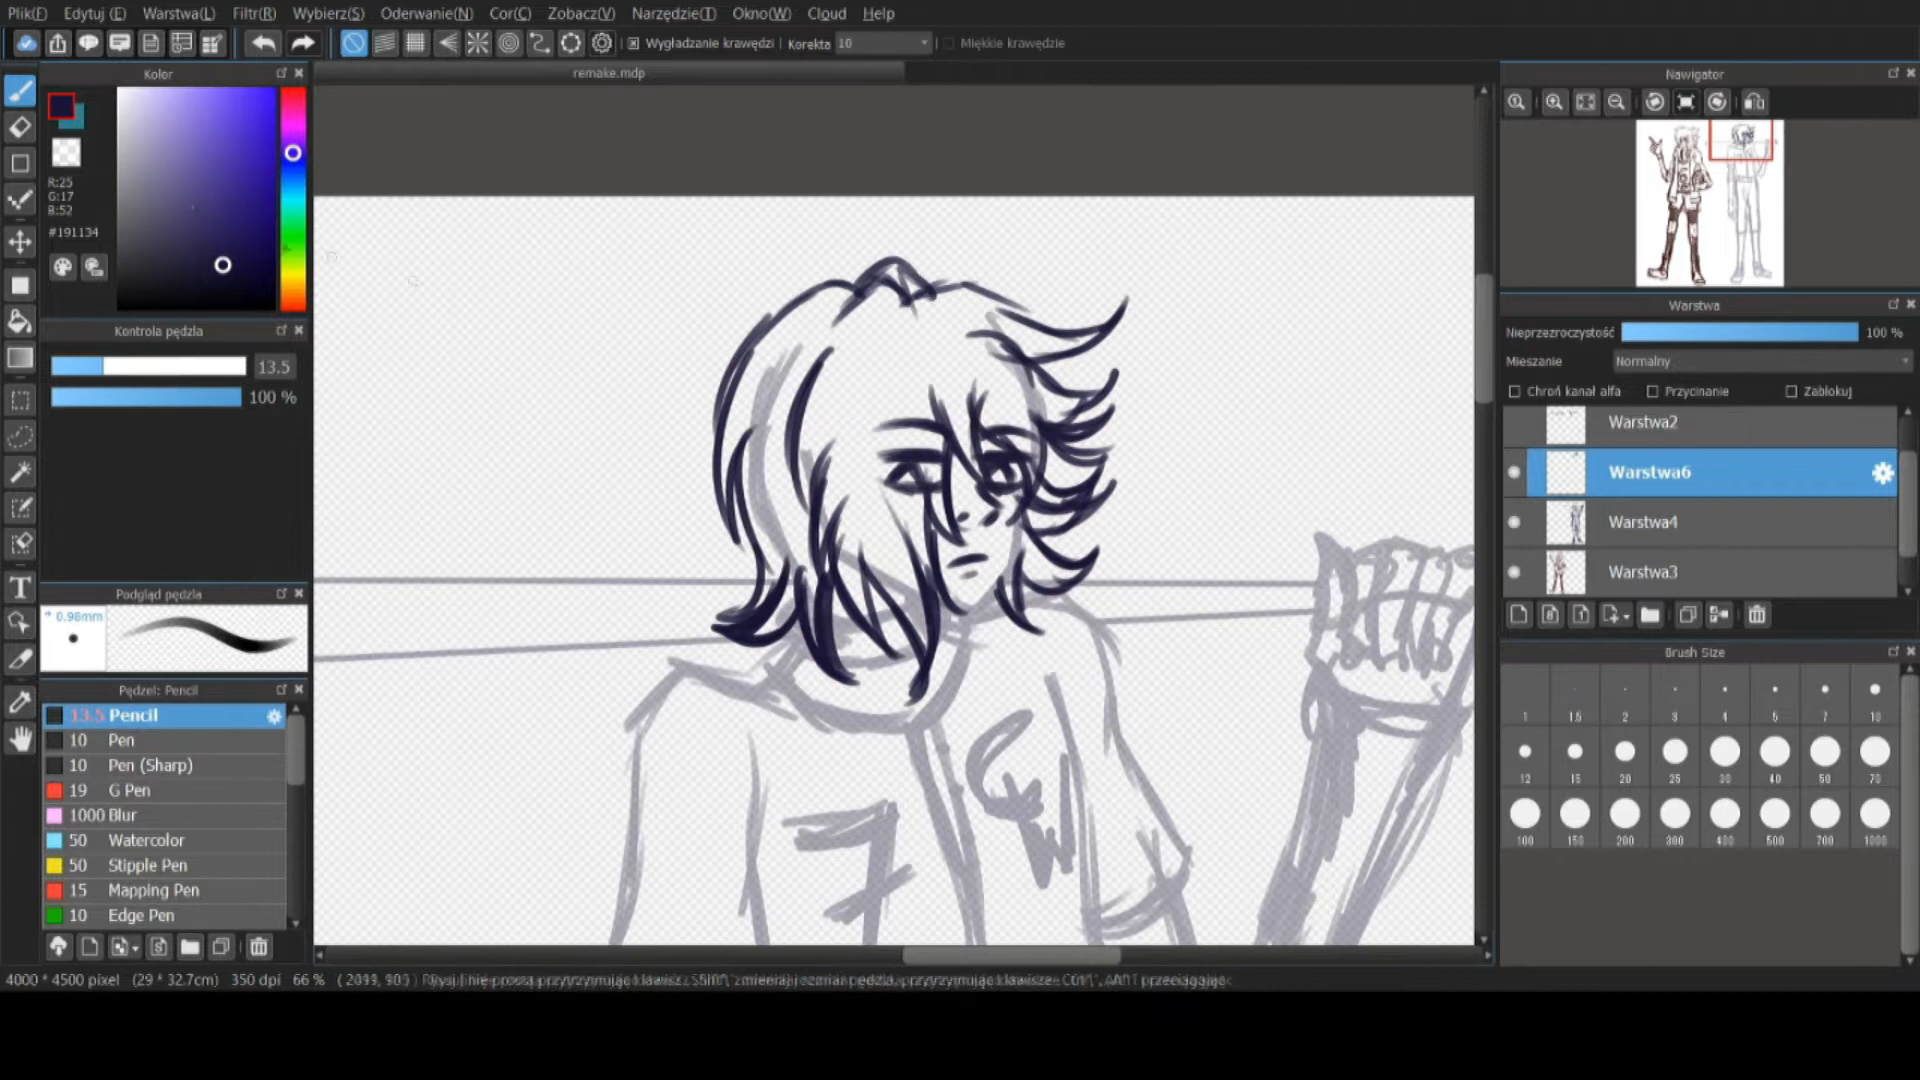 Plik(F) Edytuj (E) Warstwa(L) Filtr(R) Wybierz(S) Oderwanie(N) Cor(C) Zobacz(V) Narzędzie(T) Okno(W) Cloud Help
Wygładzanie krawędzi Korekta 10 Miękkie krawędzie
Kolor
remake.mdp
Nawigator
R:25
G:17
B:52
#191134
Kontrola pędzla
13.5
100 %
Podgląd pędzla
0.98mm
Pędzel: Pencil
13.5 Pencil
10 Pen
10 Pen (Sharp)
19 G Pen
1000 Blur
50 Watercolor
50 Stipple Pen
15 Mapping Pen
10 Edge Pen
7
Warstwa
Nieprzezroczystość 100 %
Mieszanie Normalny
Chroń kanał alfa Przycinanie Zablokuj
Warstwa2
Warstwa6
Warstwa4
Warstwa3
Brush Size
1 1.5 2 3 4 5 7 10
12 15 20 25 30 40 50 70
100 150 200 300 400 500 700 1000
4000 * 4500 pixel (29 * 32.7cm) 350 dpi 66 %